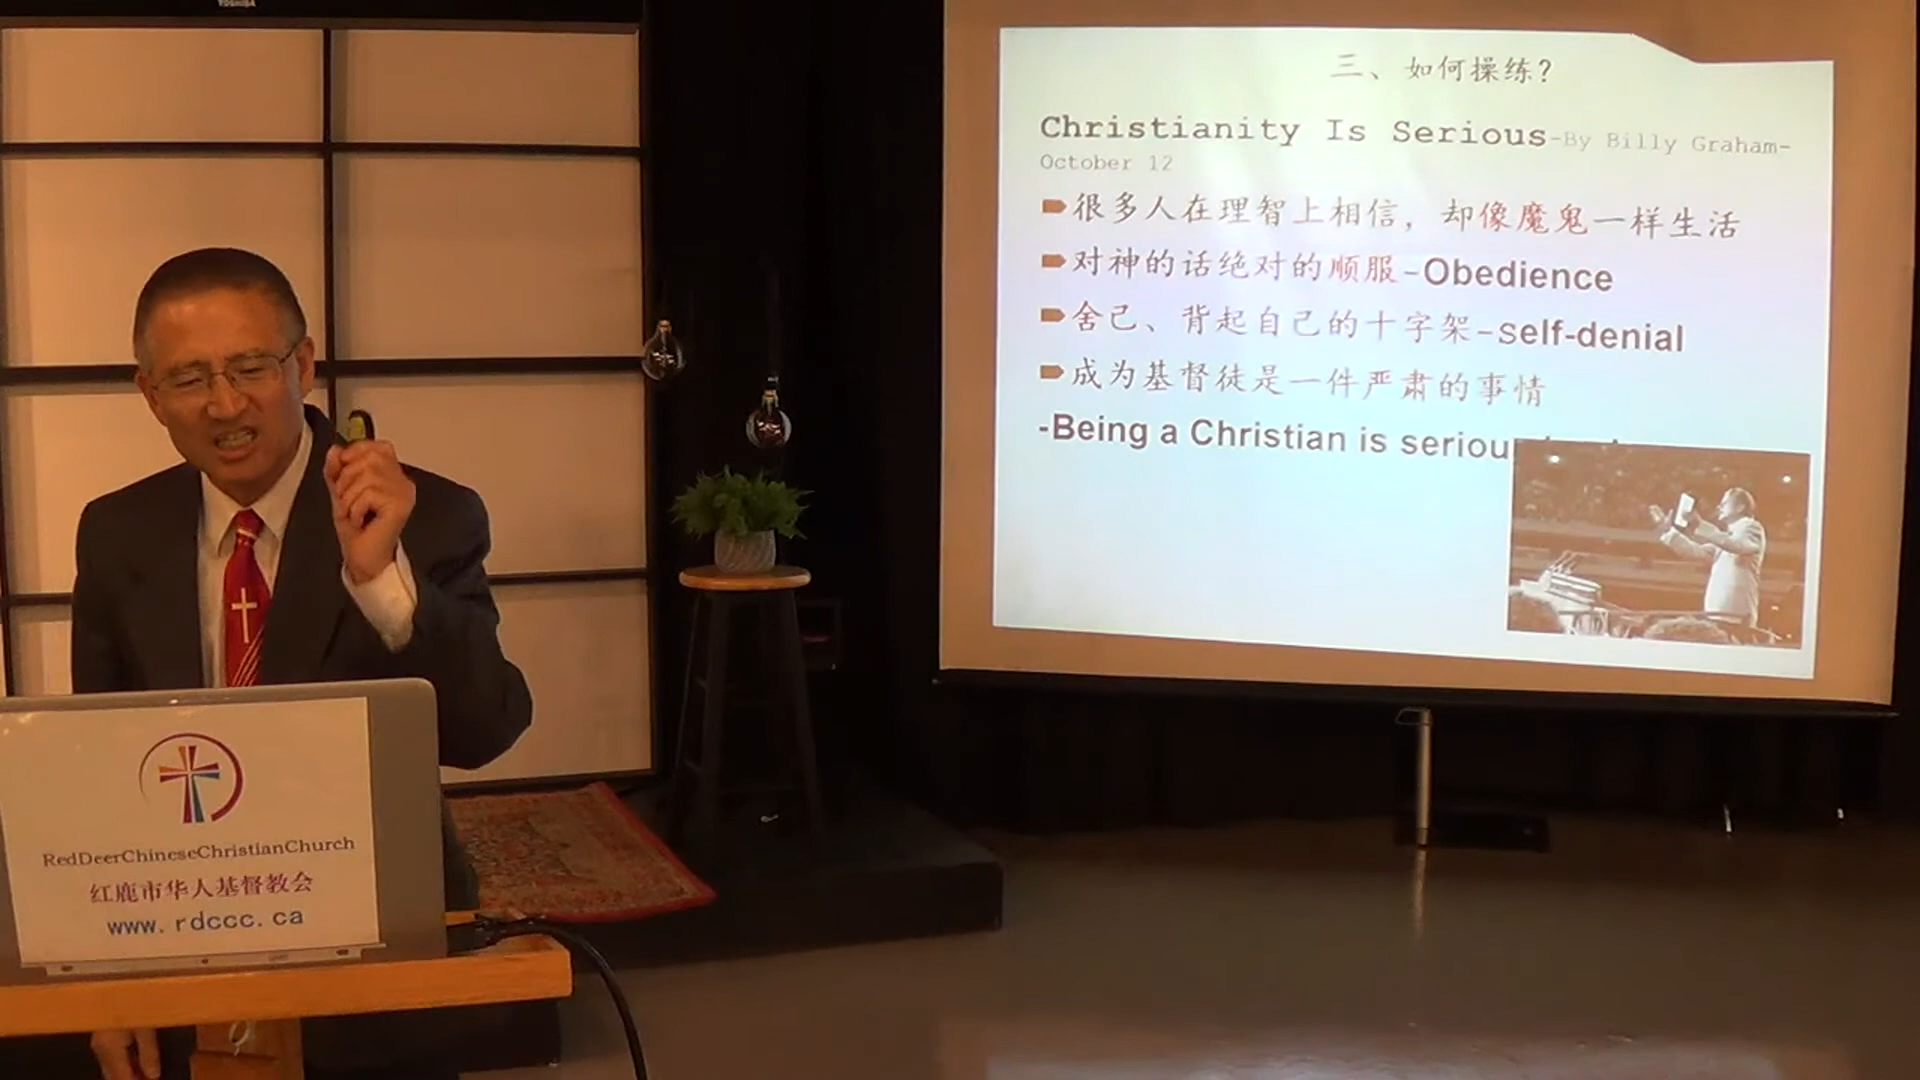 TOSHIBA
三、如何操练?
Christianity Is Serious-By Billy Graham-
October 12
很多人在理智上相信，却像魔鬼一样生活
对神的话绝对的顺服-Obedience
舍己、背起自己的十字架-self-denial
成为基督徒是一件严肃的事情
-Being a Christian is seriou
RedDeerChineseChristianChurch
红鹿市华人基督教会
www.rdccc.ca